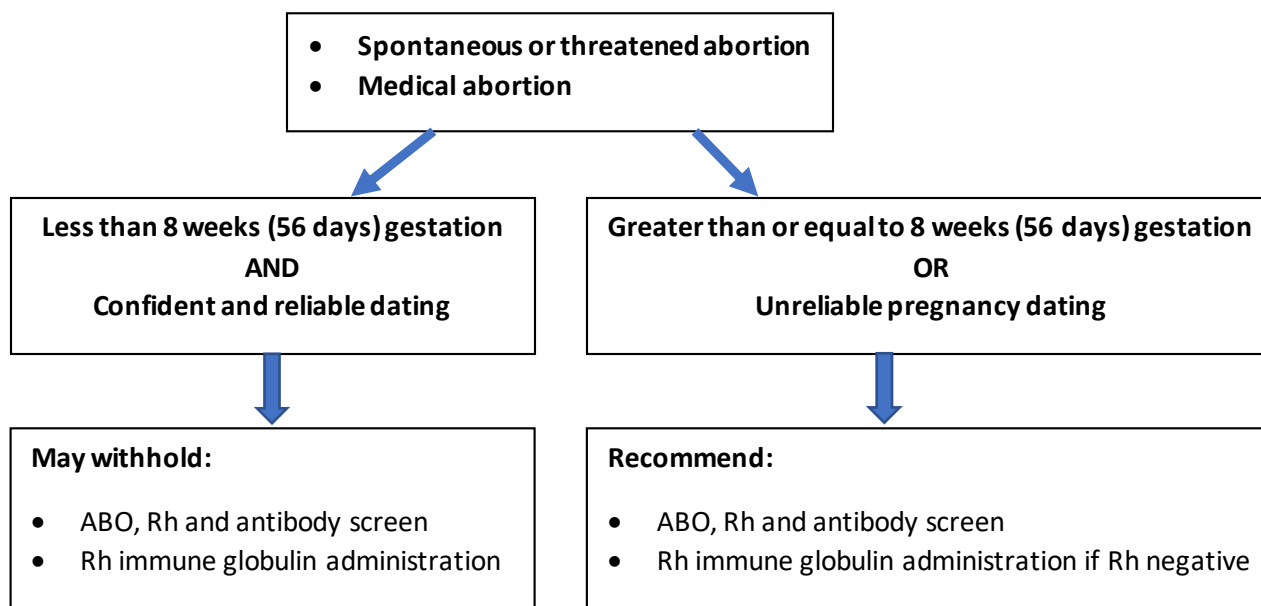 • Spontaneous or threatened abortion
• Medical abortion
Less than 8 weeks (56 days) gestation
AND
Confident and reliable dating
Greater than or equal to 8 weeks (56 days) gestation
OR
Unreliable pregnancy dating
May withhold:
• ABO, Rh and antibody screen
• Rh immune globulin administration
Recommend:
• ABO, Rh and antibody screen
• Rh immune globulin administration if Rh negative